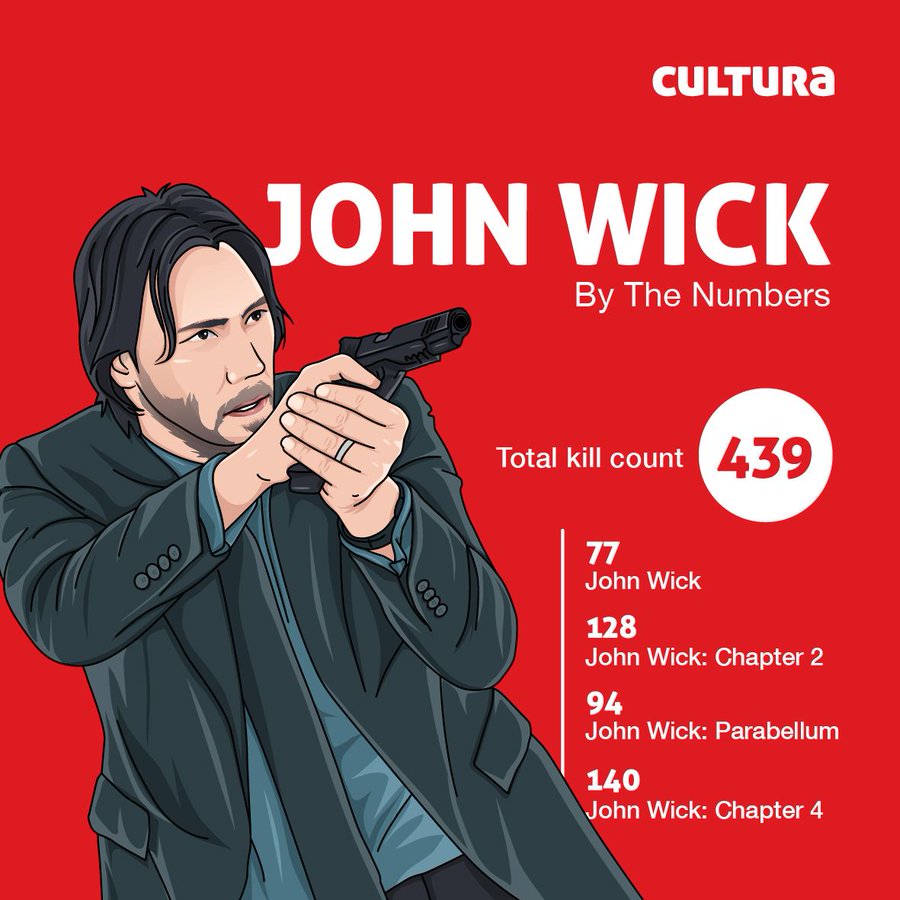 CULTURa
JOHN WICK
By The Numbers
Total kill count 439
77
John Wick
128
John Wick: Chapter 2
94
John Wick: Parabellum
140
John Wick: Chapter 4